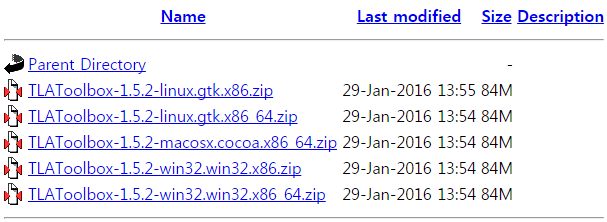 Name Last modified Size Description
Parent Directory -
TLAToolbox-1.5.2-linux.gtk.x86.zip 29-Jan-2016 13:55 84M
TLAToolbox-1.5.2-linux.gtk.x86_64.zip 29-Jan-2016 13:54 84M
TLAToolbox-1.5.2-macosx.cocoa.x86_64.zip 29-Jan-2016 13:54 84M
TLAToolbox-1.5.2-win32.win32.x86.zip 29-Jan-2016 13:54 84M
TLAToolbox-1.5.2-win32.win32.x86_64.zip 29-Jan-2016 13:54 84M